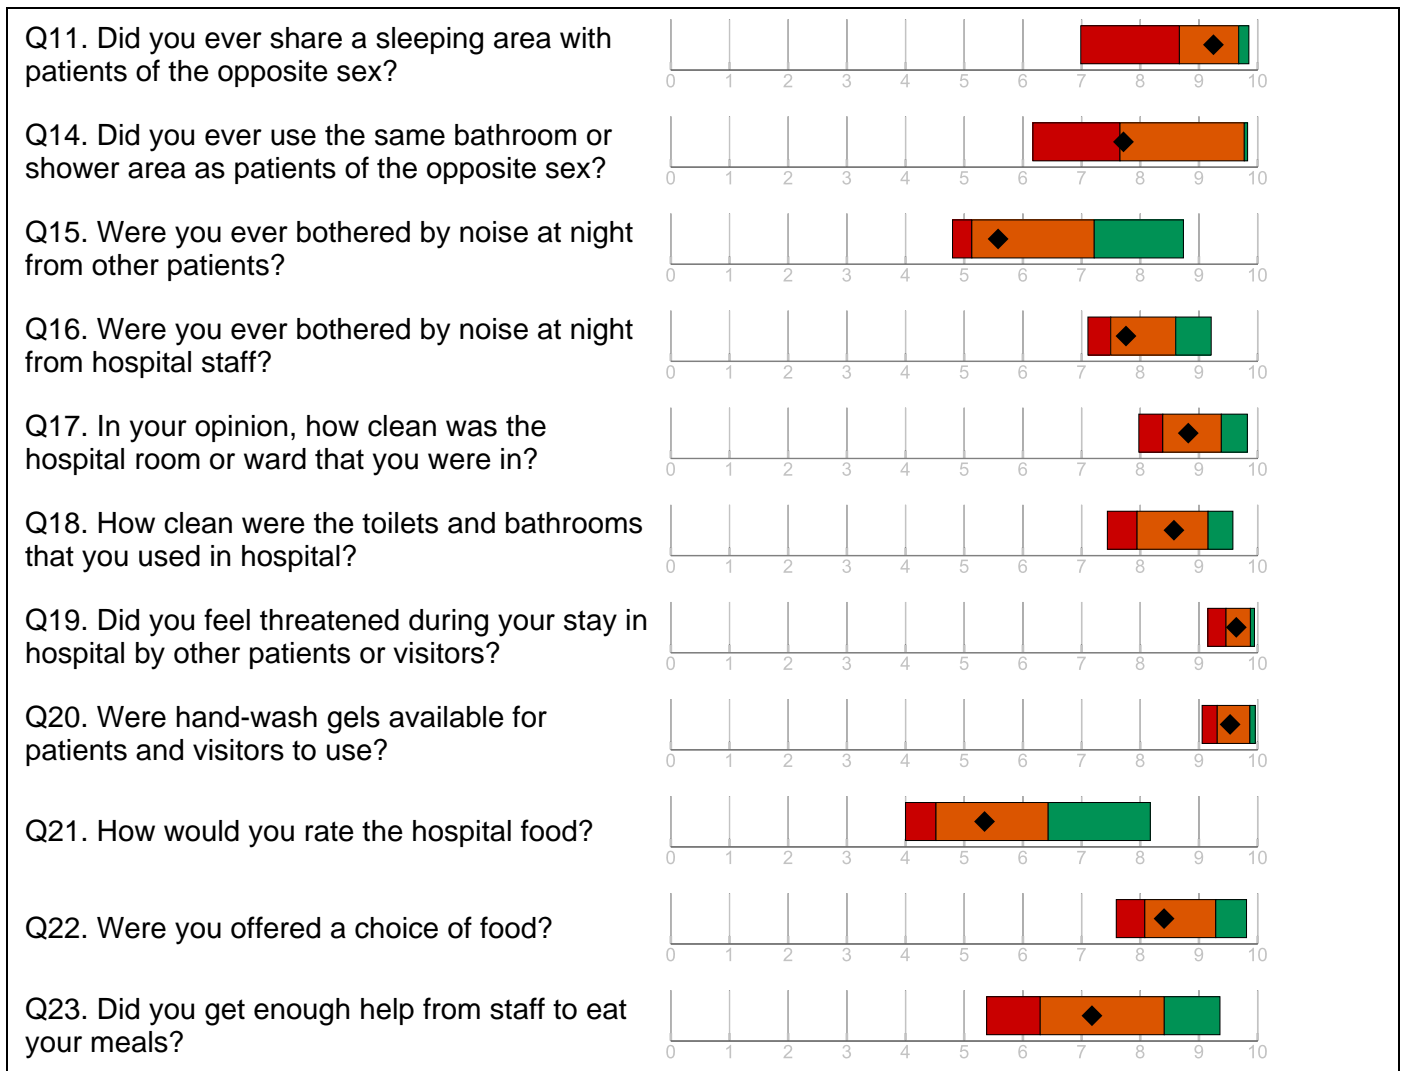 Q11. Did you ever share a sleeping area with
patients of the opposite sex?
0 1 2 3 4 5 6 7 8 9 10
Q14. Did you ever use the same bathroom or
shower area as patients of the opposite sex?
0 1 2 3 4 5 6 7 8 9 10
Q15. Were you ever bothered by noise at night
from other patients?
0 1 2 3 4 5 6 7 8 9 10
Q16. Were you ever bothered by noise at night
from hospital staff?
0 1 2 3 4 5 6 7 8 9 10
Q17. In your opinion, how clean was the
hospital room or ward that you were in?
0 1 2 3 4 5 6 7 8 9 10
Q18. How clean were the toilets and bathrooms
that you used in hospital?
0 1 2 3 4 5 6 7 8 9 10
Q19. Did you feel threatened during your stay in
hospital by other patients or visitors?
0 1 2 3 4 5 6 7 8 9 10
Q20. Were hand-wash gels available for
patients and visitors to use?
0 1 2 3 4 5 6 7 8 9 10
Q21. How would you rate the hospital food?
0 1 2 3 4 5 6 7 8 9 10
Q22. Were you offered a choice of food?
0 1 2 3 4 5 6 7 8 9 10
Q23. Did you get enough help from staff to eat
your meals?
0 1 2 3 4 5 6 7 8 9 10